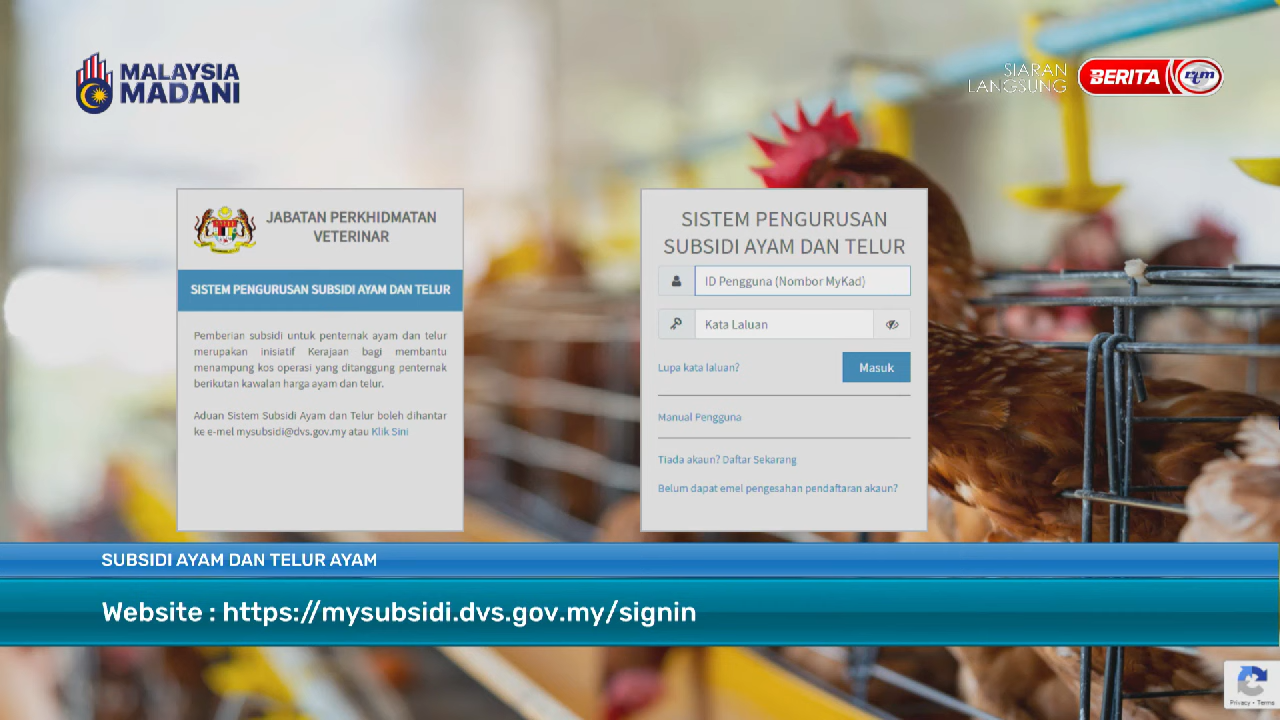 MALAYSIA
MADANI
SIARAN
LANGSUNG
BERITA
rtm
JABATAN PERKHIDMATAN
VETERINAR
SISTEM PENGURUSAN SUBSIDI AYAM DAN TELUR
Pemberian subsidi untuk penternak ayam dan telur
merupakan inisiatif Kerajaan bagi membantu
menampung kos operasi yang ditanggung penternak
berikutan kawalan harga ayam dan telur.
Aduan Sistem Subsidi Ayam dan Telur boleh dihantar
ke e-mel mysubsidi@dvs.gov.my atau Klik Sini
SISTEM PENGURUSAN
SUBSIDI AYAM DAN TELUR
ID Pengguna (Nombor MyKad)
Kata Laluan
Lupa kata laluan?
Masuk
Manual Pengguna
Tiada akaun? Daftar Sekarang
Belum dapat emel pengesahan pendaftaran akaun?
SUBSIDI AYAM DAN TELUR AYAM
Website : https://mysubsidi.dvs.gov.my/signin
Privacy - Terms